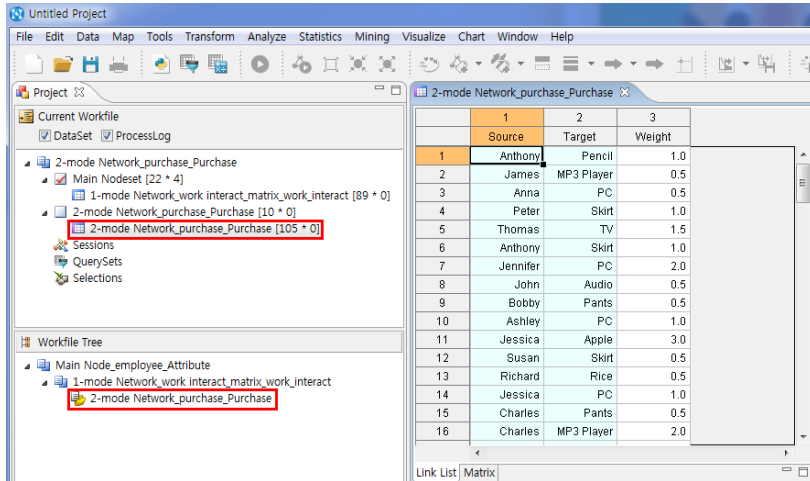 Untitled Project
File Edit Data Map Tools Transform Analyze Statistics Mining Visualize Chart Window Help
Project
Current Workfile
DataSet ProcessLog
2-mode Network_purchase_Purchase
Main Nodeset [22 * 4]
1-mode Network_work interact_matrix_work_interact [89 * 0]
2-mode Network_purchase_Purchase [10 * 0]
2-mode Network_purchase_Purchase [105 * 0]
Sessions
QuerySets
Selections
Workfile Tree
Main Node_employee_Attribute
1-mode Network_work interact_matrix_work_interact
2-mode Network_purchase_Purchase
2-mode Network_purchase_Purchase
1 2 3
Source Target Weight
1 Anthony Pencil 1.0
2 James MP3 Player 0.5
3 Anna PC 0.5
4 Peter Skirt 1.0
5 Thomas TV 1.5
6 Anthony Skirt 1.0
7 Jennifer PC 2.0
8 John Audio 0.5
9 Bobby Pants 0.5
10 Ashley PC 1.0
11 Jessica Apple 3.0
12 Susan Skirt 0.5
13 Richard Rice 0.5
14 Jessica PC 1.0
15 Charles Pants 0.5
16 Charles MP3 Player 2.0
Link List Matrix